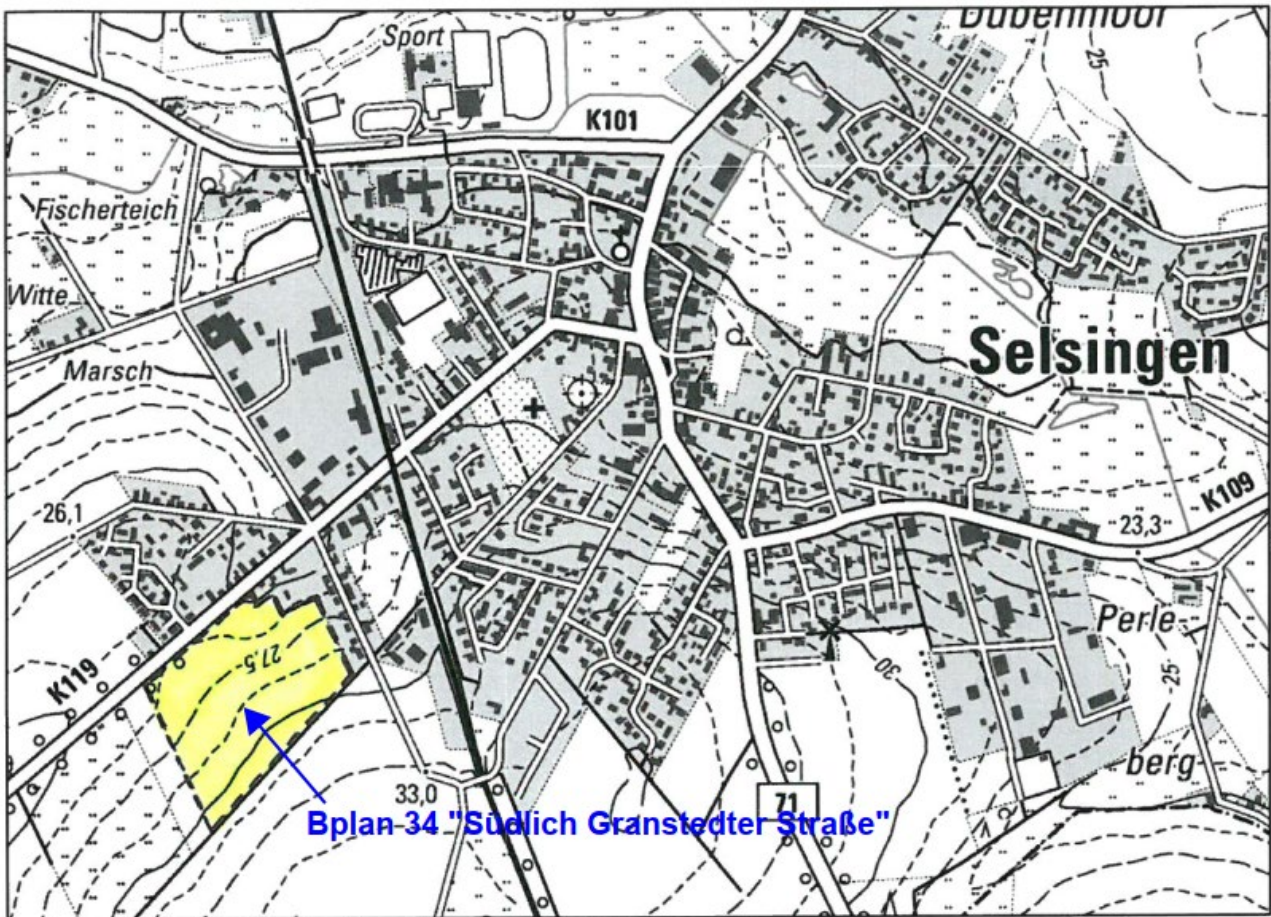 Dubenmoor
Sport
25
K101
Fischerteich
Witte
Selsingen
Marsch
26,1
K109
23,3
Perle-
27,5
30
25
K119
berg
33,0
71
Bplan 34 "Südlich Granstedter Straße"